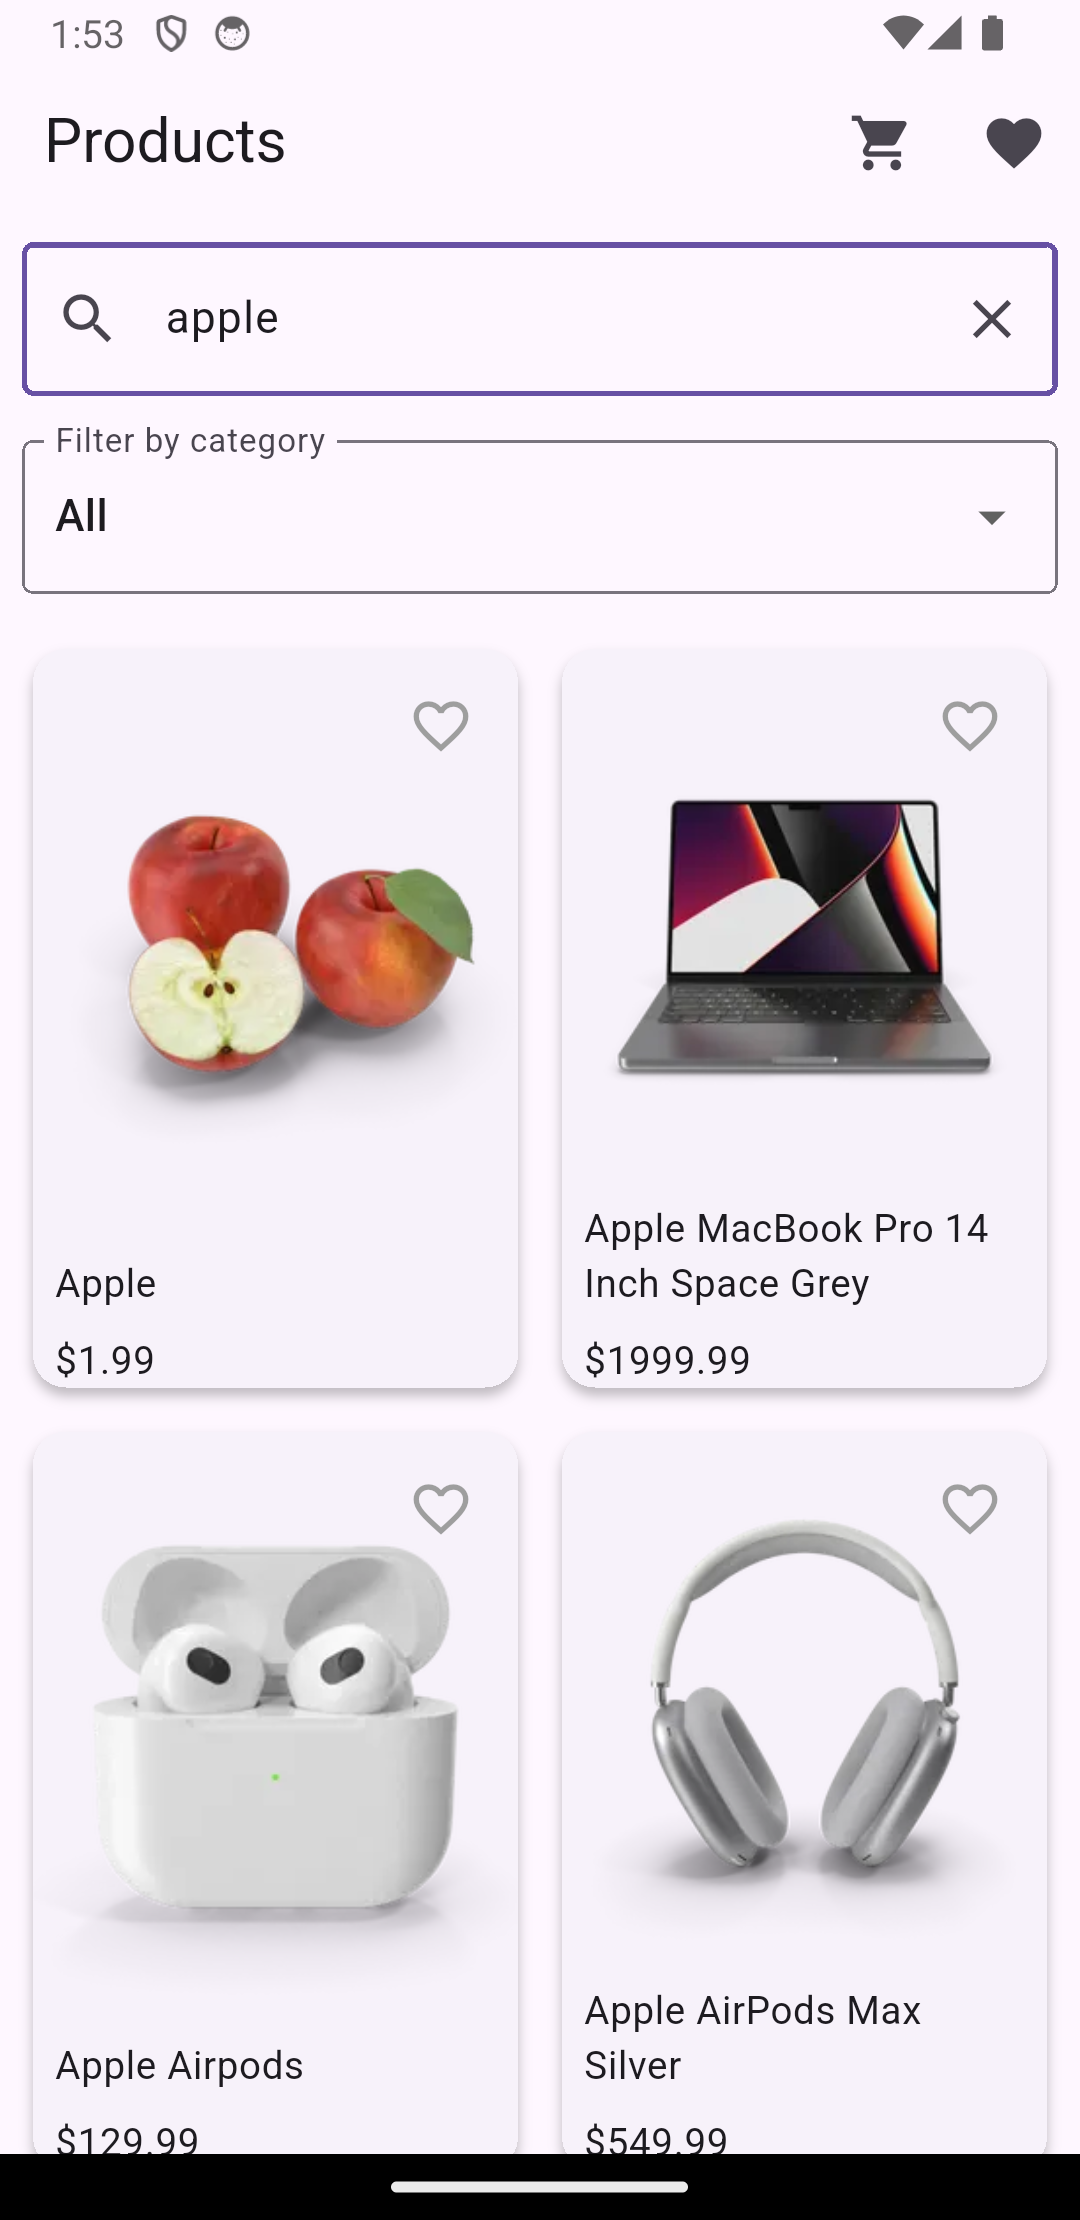 1:53
Products
apple
Filter by category
All
Apple
$1.99
Apple MacBook Pro 14
Inch Space Grey
$1999.99
Apple Airpods
$129.99
Apple AirPods Max
Silver
$549.99